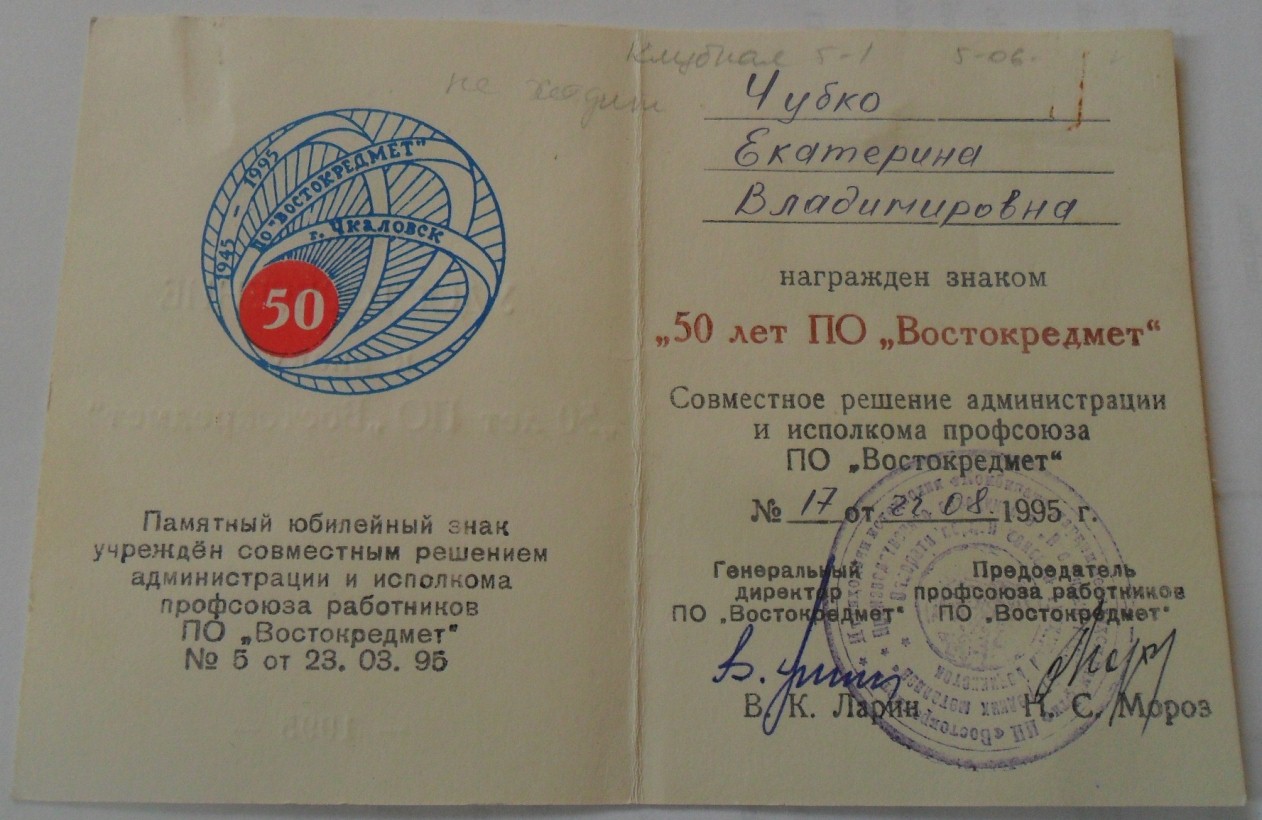 1945 - 1995
ПО "ВОСТОКРЕДМЕТ"
г. Чкаловск
50
Памятный юбилейный знак
учреждён совместным решением
администрации и исполкома
профсоюза работников
ПО „Востокредмет"
№ 5 от 23. 03. 95
Клубная 5-1 5-06.
не ходит
Чубко
Екатерина
Владимировна
награжден знаком
„50 лет ПО „Востокредмет“
Совместное решение администрации
и исполкома профсоюза
ПО „Востокредмет“
№ 17 от 22 08. 1995 г.
Генеральный
директор
ПО „Востокредмет"
Председатель
профсоюза работников
ПО „Востокредмет"
В. К. Ларин
Н. С. Мороз